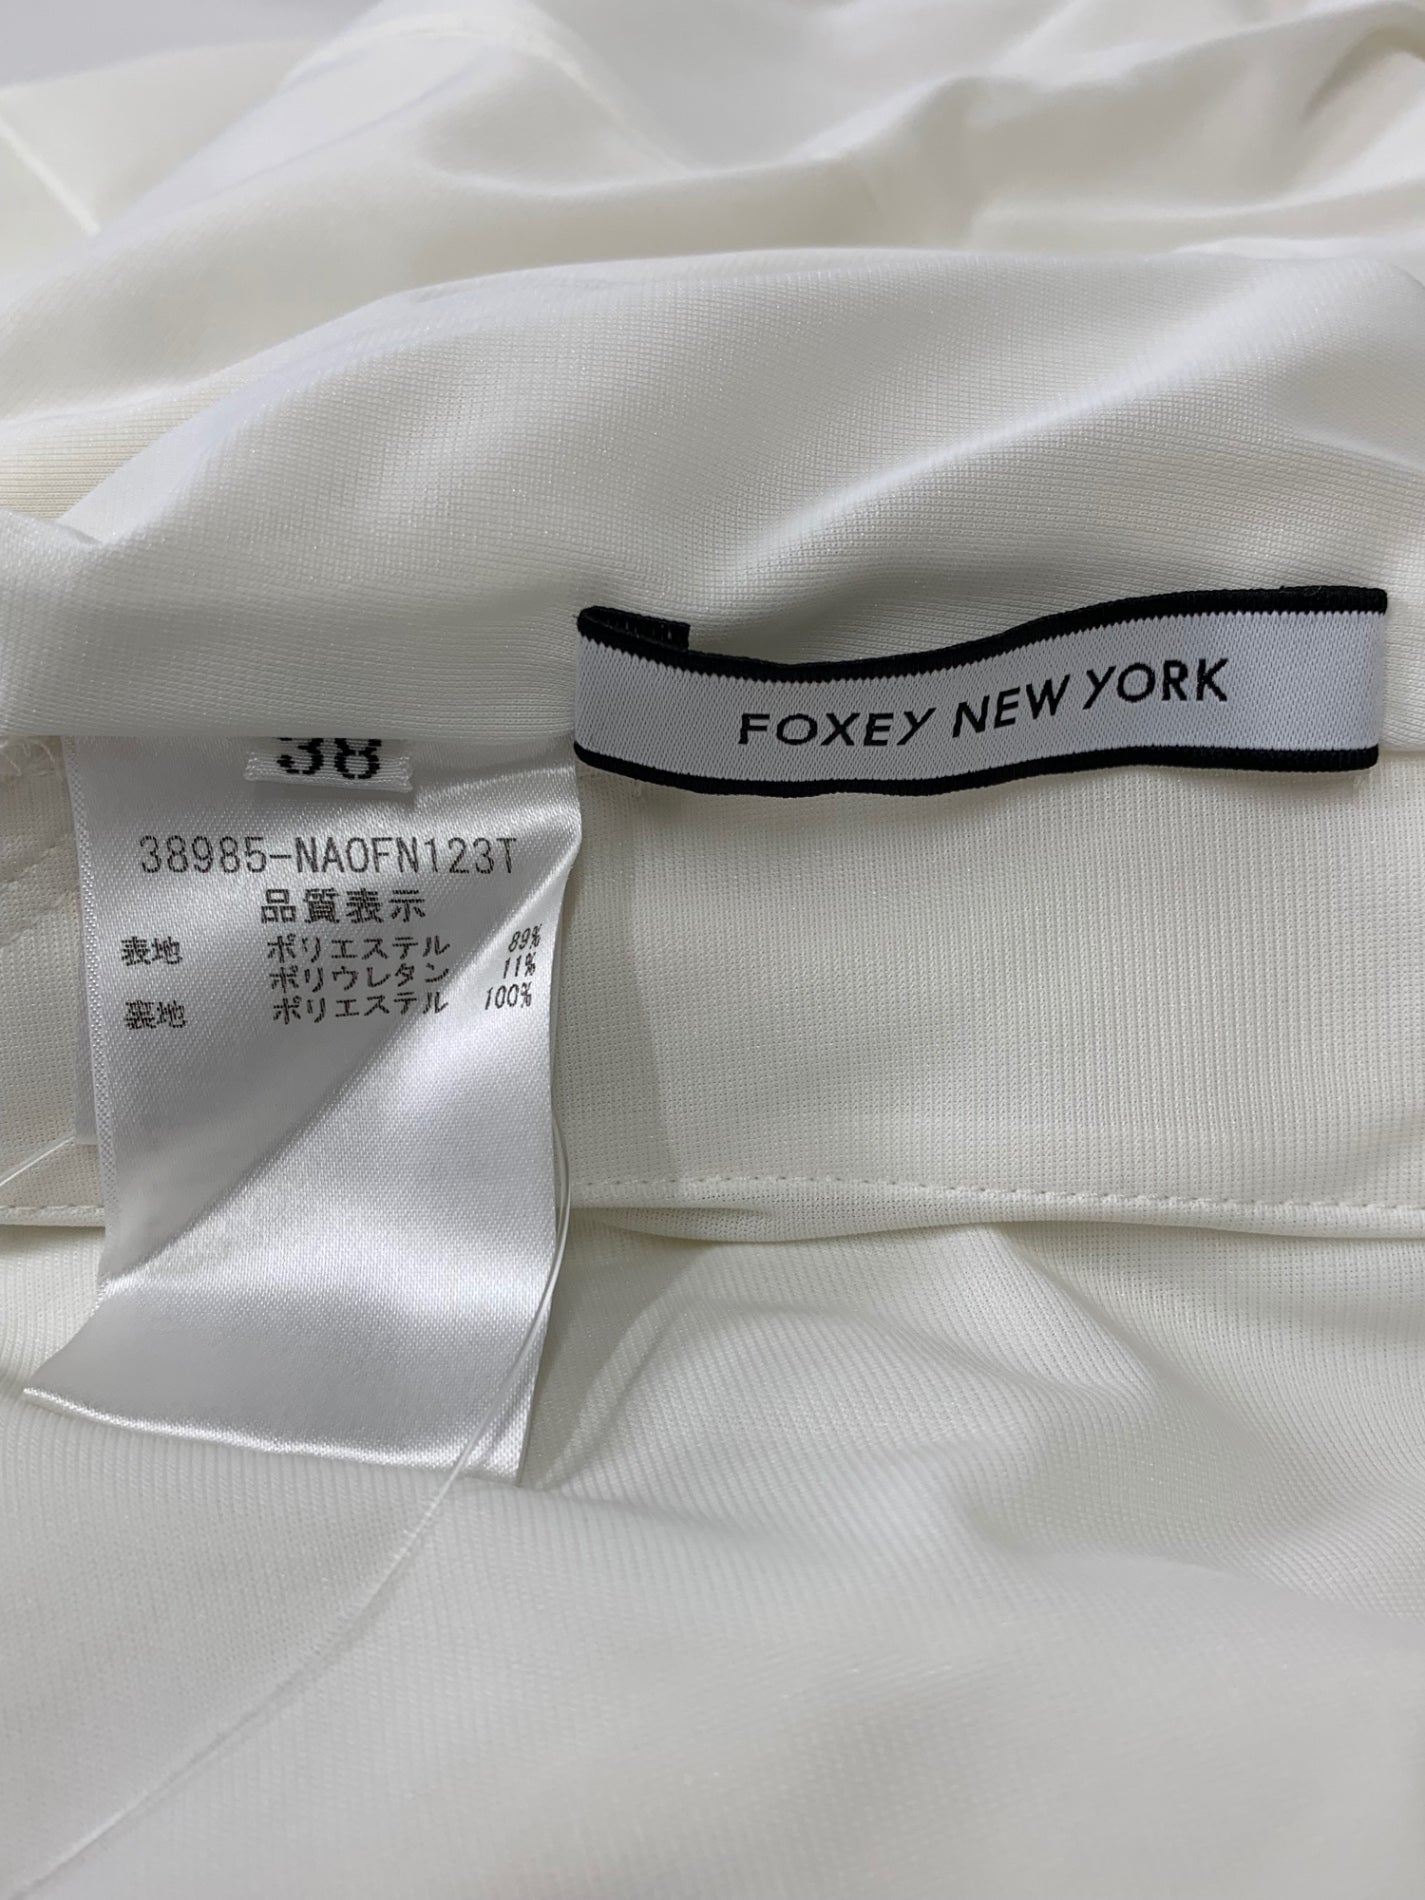 FOXEY NEW YORK
38
38985-NAOFN123T
品質表示
表地 ポリエステル 89%
ポリウレタン 11%
裏地 ポリエステル 100%